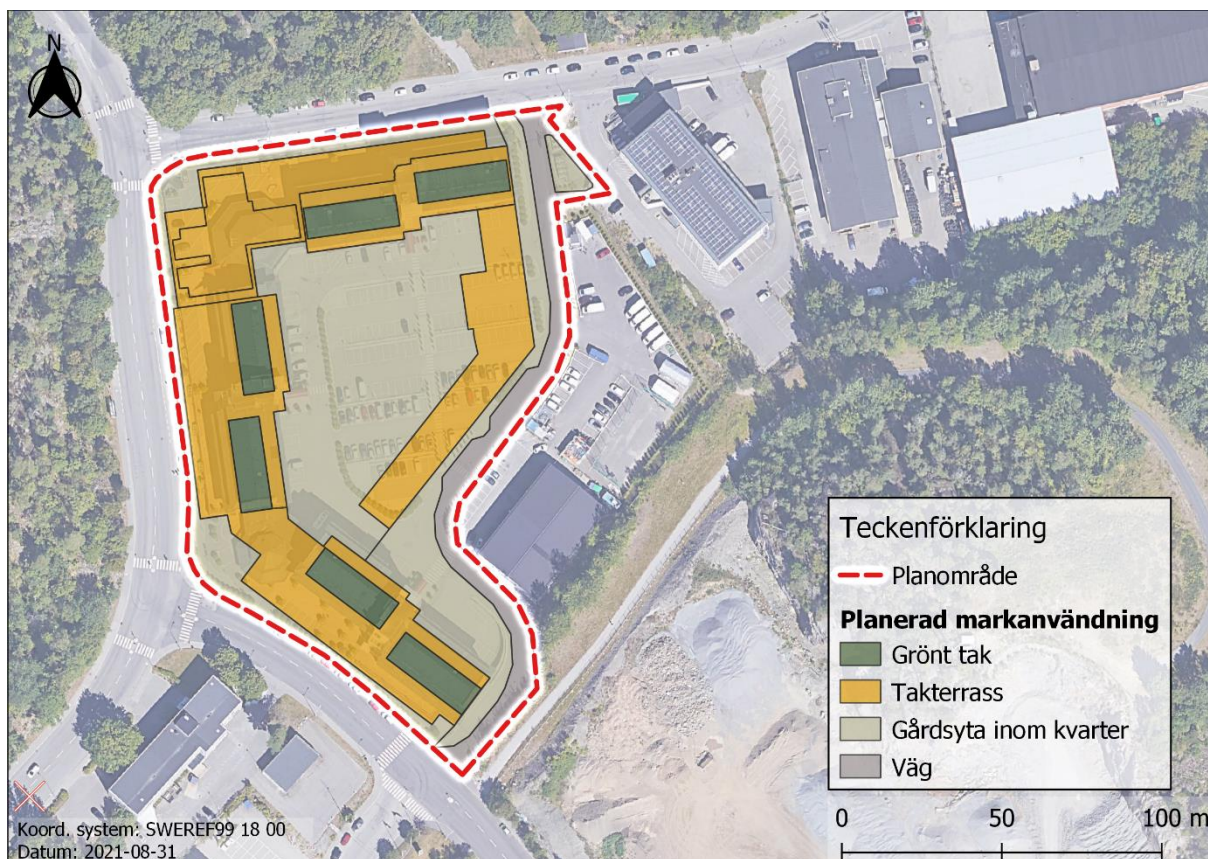 N
Teckenförklaring
Planområde
Planerad markanvändning
Grönt tak
Takterrass
Gårdsyta inom kvarter
Väg
0 50 100 m
Koord. system: SWEREF99 18 00
Datum: 2021-08-31